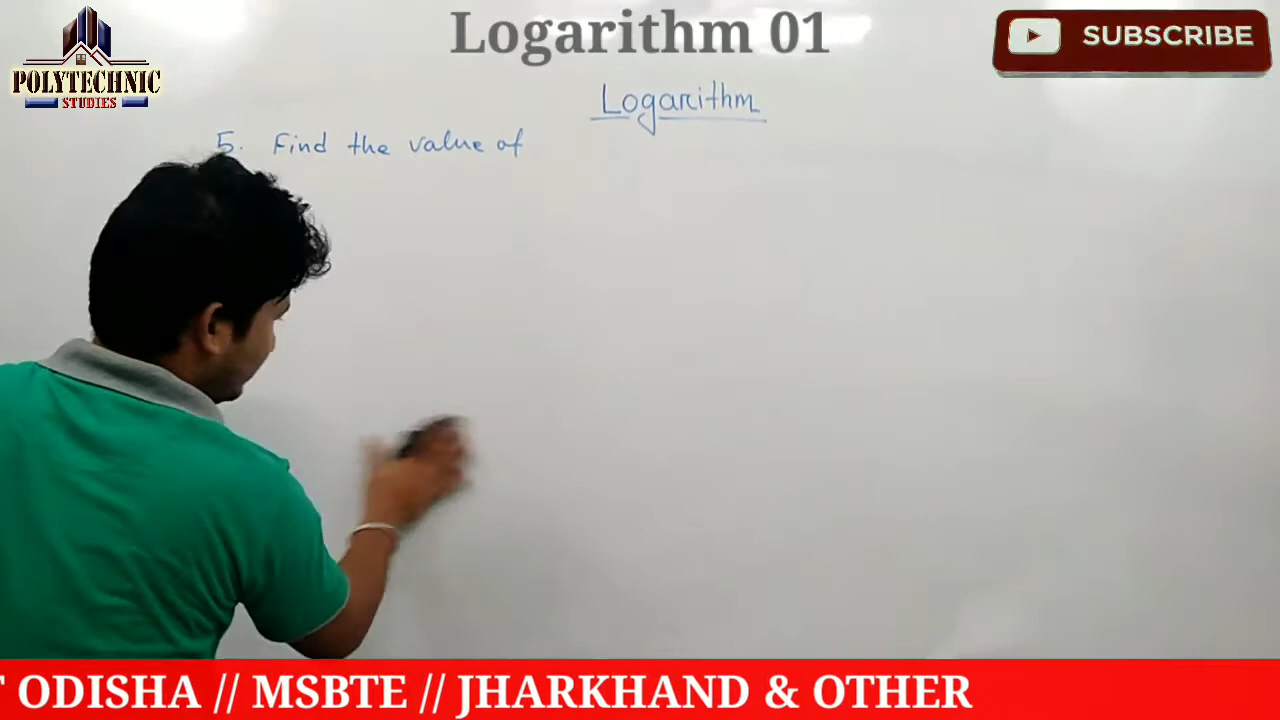 Logarithm 01
SUBSCRIBE
POLYTECHNIC
STUDIES
Logarithm
5. Find the value of
ODISHA // MSBTE // JHARKHAND & OTHER